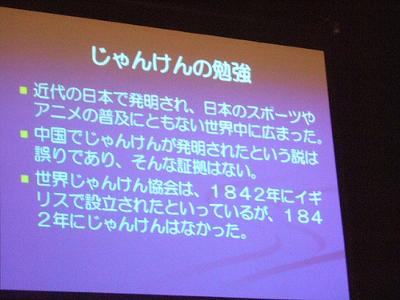 じゃんけんの勉強
近代の日本で発明され、日本のスポーツや
アニメの普及にともない世界中に広まった。
中国でじゃんけんが発明されたという説は
誤りであり、そんな証拠はない。
世界じゃんけん協会は、１８４２年にイギ
リスで設立されたといっているが、１８４
２年にじゃんけんはなかった。